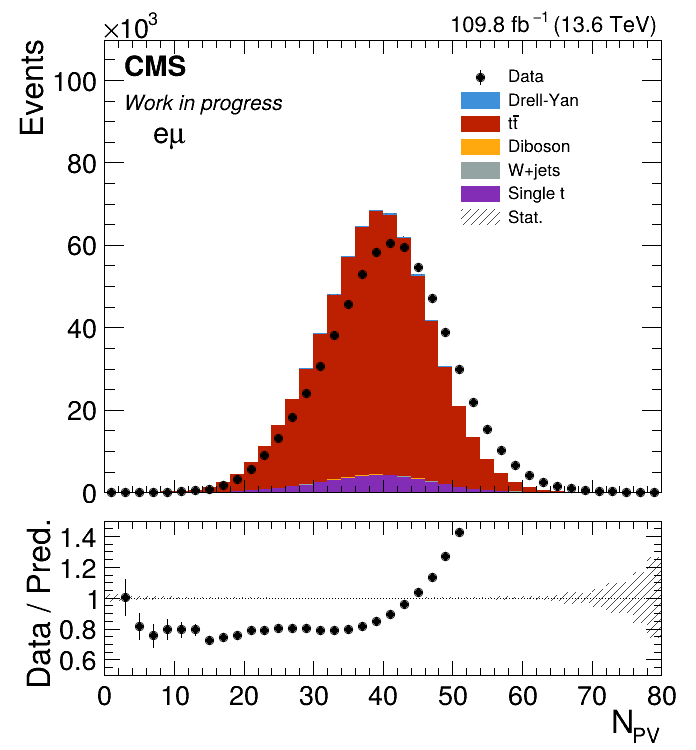 ×10³
109.8 fb⁻¹ (13.6 TeV)
Events
CMS
Work in progress
eμ
Data
Drell-Yan
tt̄
Diboson
W+jets
Single t
Stat.
100
80
60
40
20
0
Data / Pred.
1.4
1.2
1
0.8
0.6
0 10 20 30 40 50 60 70 80
N_PV